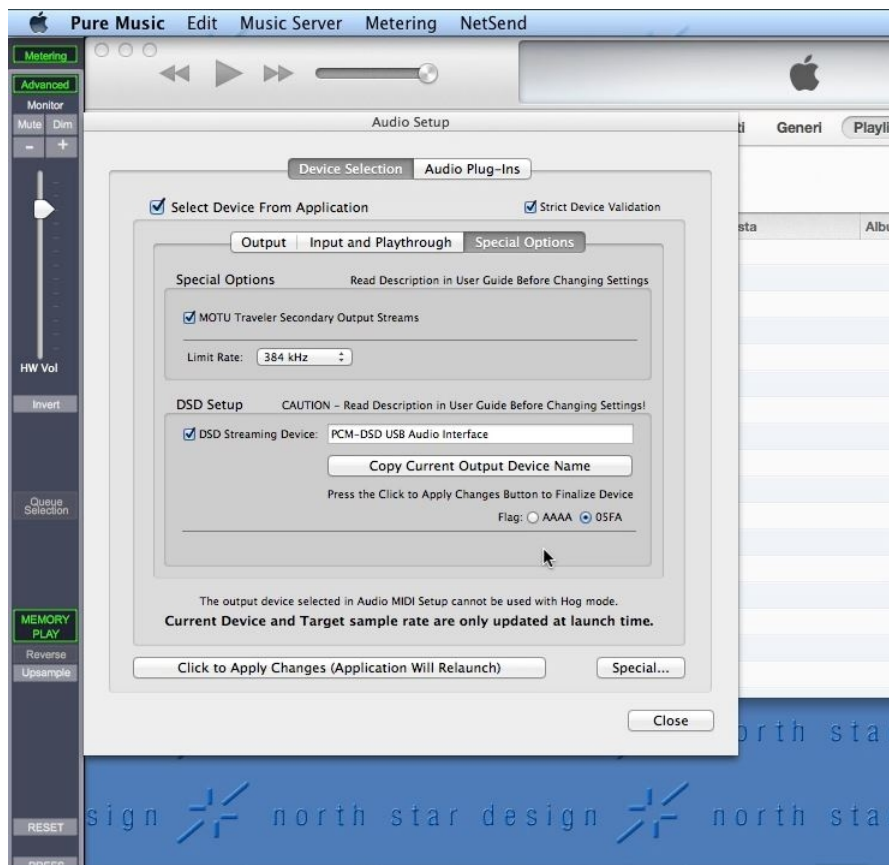 Pure Music Edit Music Server Metering NetSend
Metering
Advanced
Monitor
Mute Dim
- +
HW Vol
Invert
Queue
Selection
MEMORY
PLAY
Reverse
Upsample
RESET
Audio Setup
Device Selection Audio Plug-Ins
Select Device From Application Strict Device Validation
Output Input and Playthrough Special Options
Special Options Read Description in User Guide Before Changing Settings
MOTU Traveler Secondary Output Streams
Limit Rate: 384 kHz
DSD Setup CAUTION - Read Description in User Guide Before Changing Settings!
DSD Streaming Device: PCM-DSD USB Audio Interface
Copy Current Output Device Name
Press the Click to Apply Changes Button to Finalize Device
Flag: AAAA 05FA
The output device selected in Audio MIDI Setup cannot be used with Hog mode.
Current Device and Target sample rate are only updated at launch time.
Click to Apply Changes (Application Will Relaunch) Special...
Close
ti Generi Playli
sta Albu
orth sta
sign north star design north sta